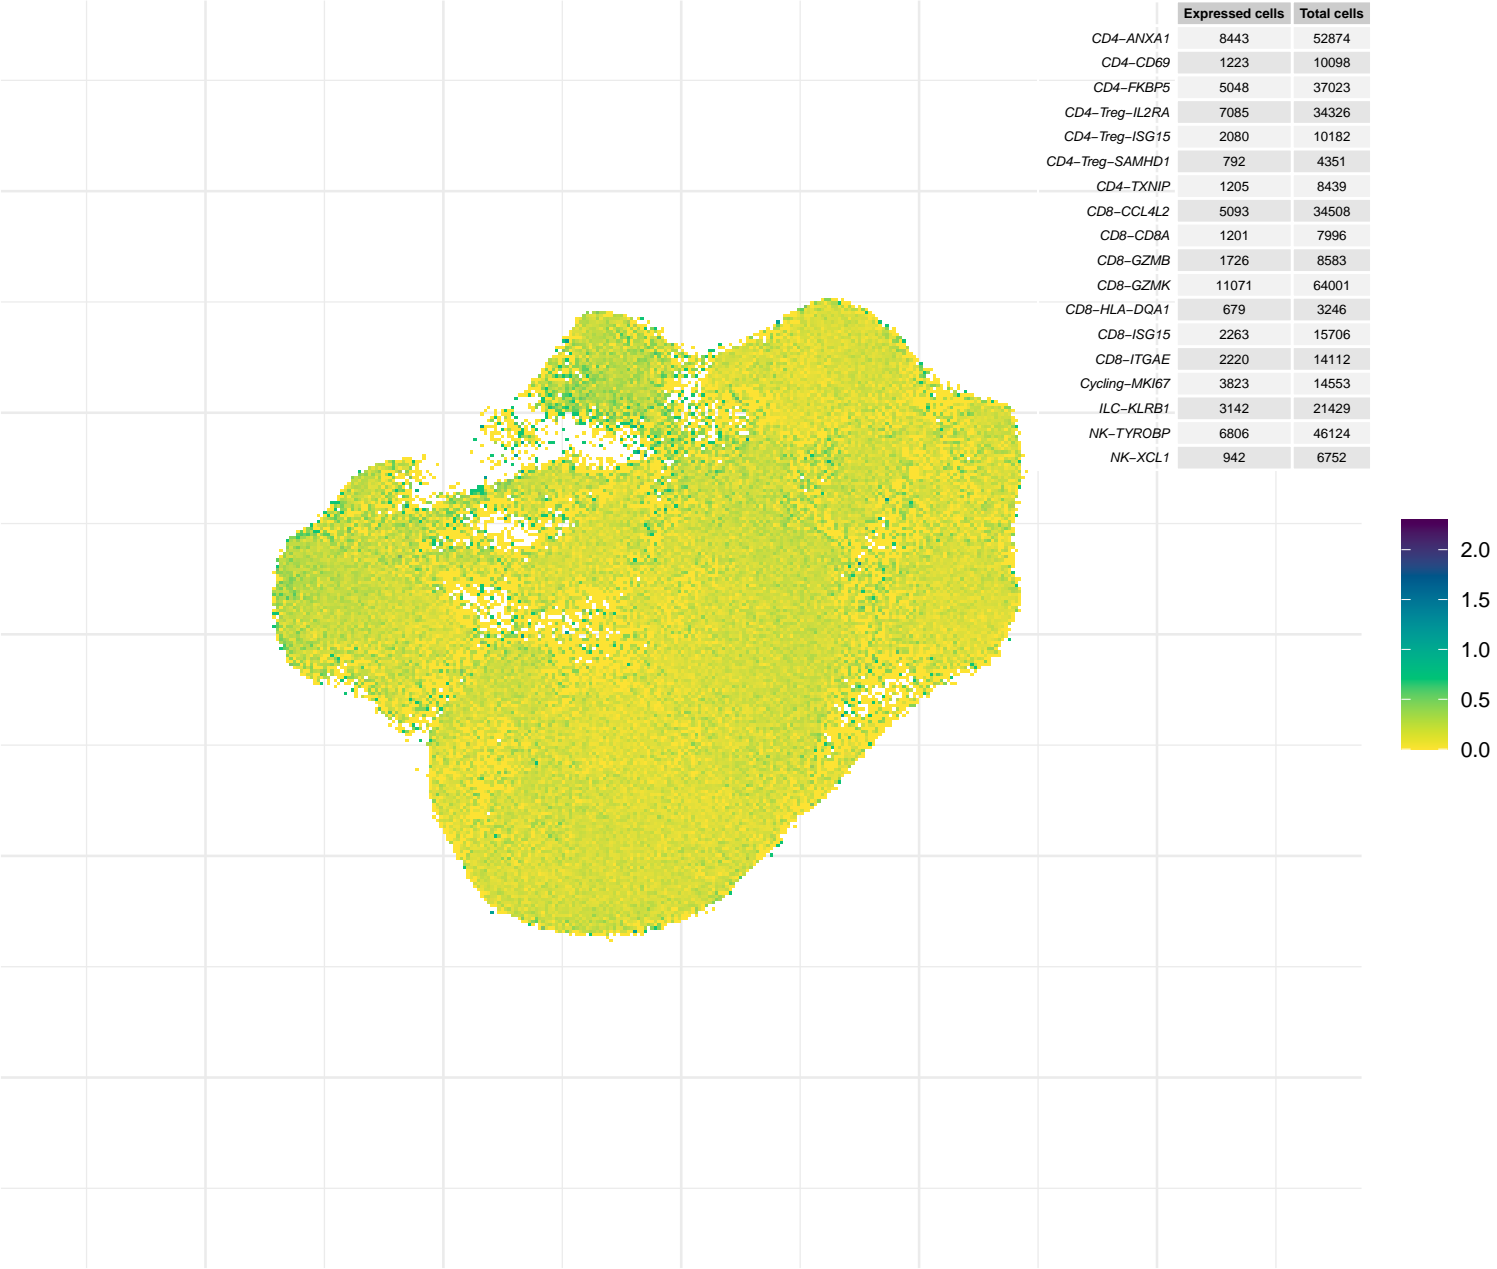 Expressed cells Total cells
CD4−ANXA1 8443 52874
CD4−CD69 1223 10098
CD4−FKBP5 5048 37023
CD4−Treg−IL2RA 7085 34326
CD4−Treg−ISG15 2080 10182
CD4−Treg−SAMHD1 792 4351
CD4−TXNIP 1205 8439
CD8−CCL4L2 5093 34508
CD8−CD8A 1201 7996
CD8−GZMB 1726 8583
CD8−GZMK 11071 64001
CD8−HLA−DQA1 679 3246
CD8−ISG15 2263 15706
CD8−ITGAE 2220 14112
Cycling−MKI67 3823 14553
ILC−KLRB1 3142 21429
NK−TYROBP 6806 46124
NK−XCL1 942 6752
2.0
1.5
1.0
0.5
0.0